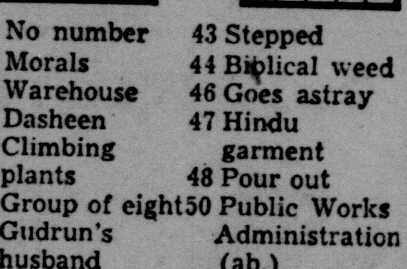 No number
Morals
Warehouse
Dasheen
Climbing
plants
Group of eight
Gudrun's
husband
43 Stepped
44 Biblical weed
46 Goes astray
47 Hindu
garment
48 Pour out
50 Public Works
Administration
(ab.)